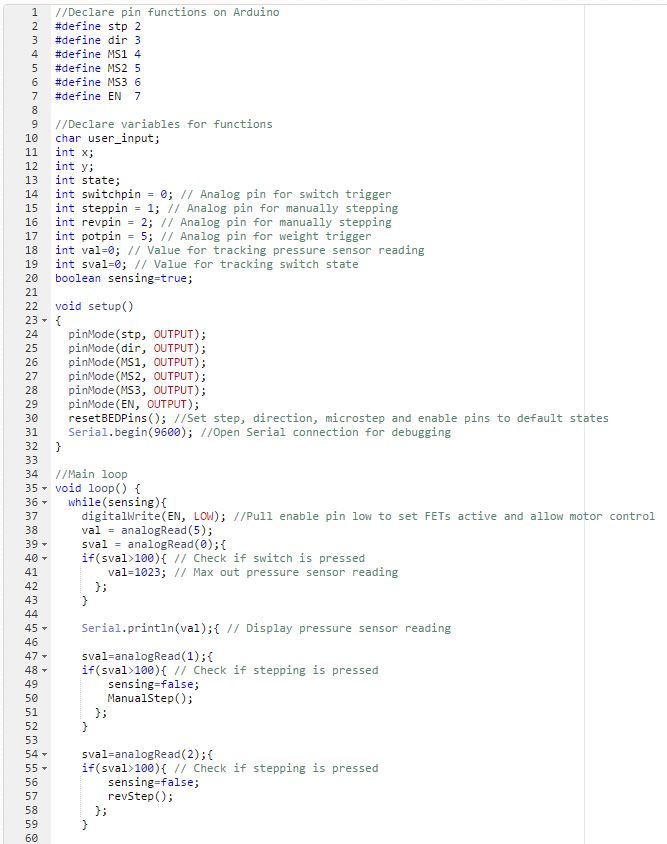 1 //Declare pin functions on Arduino
2 #define stp 2
3 #define dir 3
4 #define MS1 4
5 #define MS2 5
6 #define MS3 6
7 #define EN  7
8
9 //Declare variables for functions
10 char user_input;
11 int x;
12 int y;
13 int state;
14 int switchpin = 0; // Analog pin for switch trigger
15 int steppin = 1; // Analog pin for manually stepping
16 int revpin = 2; // Analog pin for manually stepping
17 int potpin = 5; // Analog pin for weight trigger
18 int val=0; // Value for tracking pressure sensor reading
19 int sval=0; // Value for tracking switch state
20 boolean sensing=true;
21
22 void setup()
23 {
24   pinMode(stp, OUTPUT);
25   pinMode(dir, OUTPUT);
26   pinMode(MS1, OUTPUT);
27   pinMode(MS2, OUTPUT);
28   pinMode(MS3, OUTPUT);
29   pinMode(EN, OUTPUT);
30   resetBEDPins(); //Set step, direction, microstep and enable pins to default states
31   Serial.begin(9600); //Open Serial connection for debugging
32 }
33
34 //Main loop
35 void loop() {
36   while(sensing){
37     digitalWrite(EN, LOW); //Pull enable pin low to set FETs active and allow motor control
38     val = analogRead(5);
39     sval = analogRead(0);{
40     if(sval>100){ // Check if switch is pressed
41         val=1023; // Max out pressure sensor reading
42       };
43     }
44
45     Serial.println(val);{ // Display pressure sensor reading
46
47     sval=analogRead(1);{
48     if(sval>100){ // Check if stepping is pressed
49         sensing=false;
50         ManualStep();
51       };
52     }
53
54     sval=analogRead(2);{
55     if(sval>100){ // Check if stepping is pressed
56         sensing=false;
57         revStep();
58       };
59     }
60